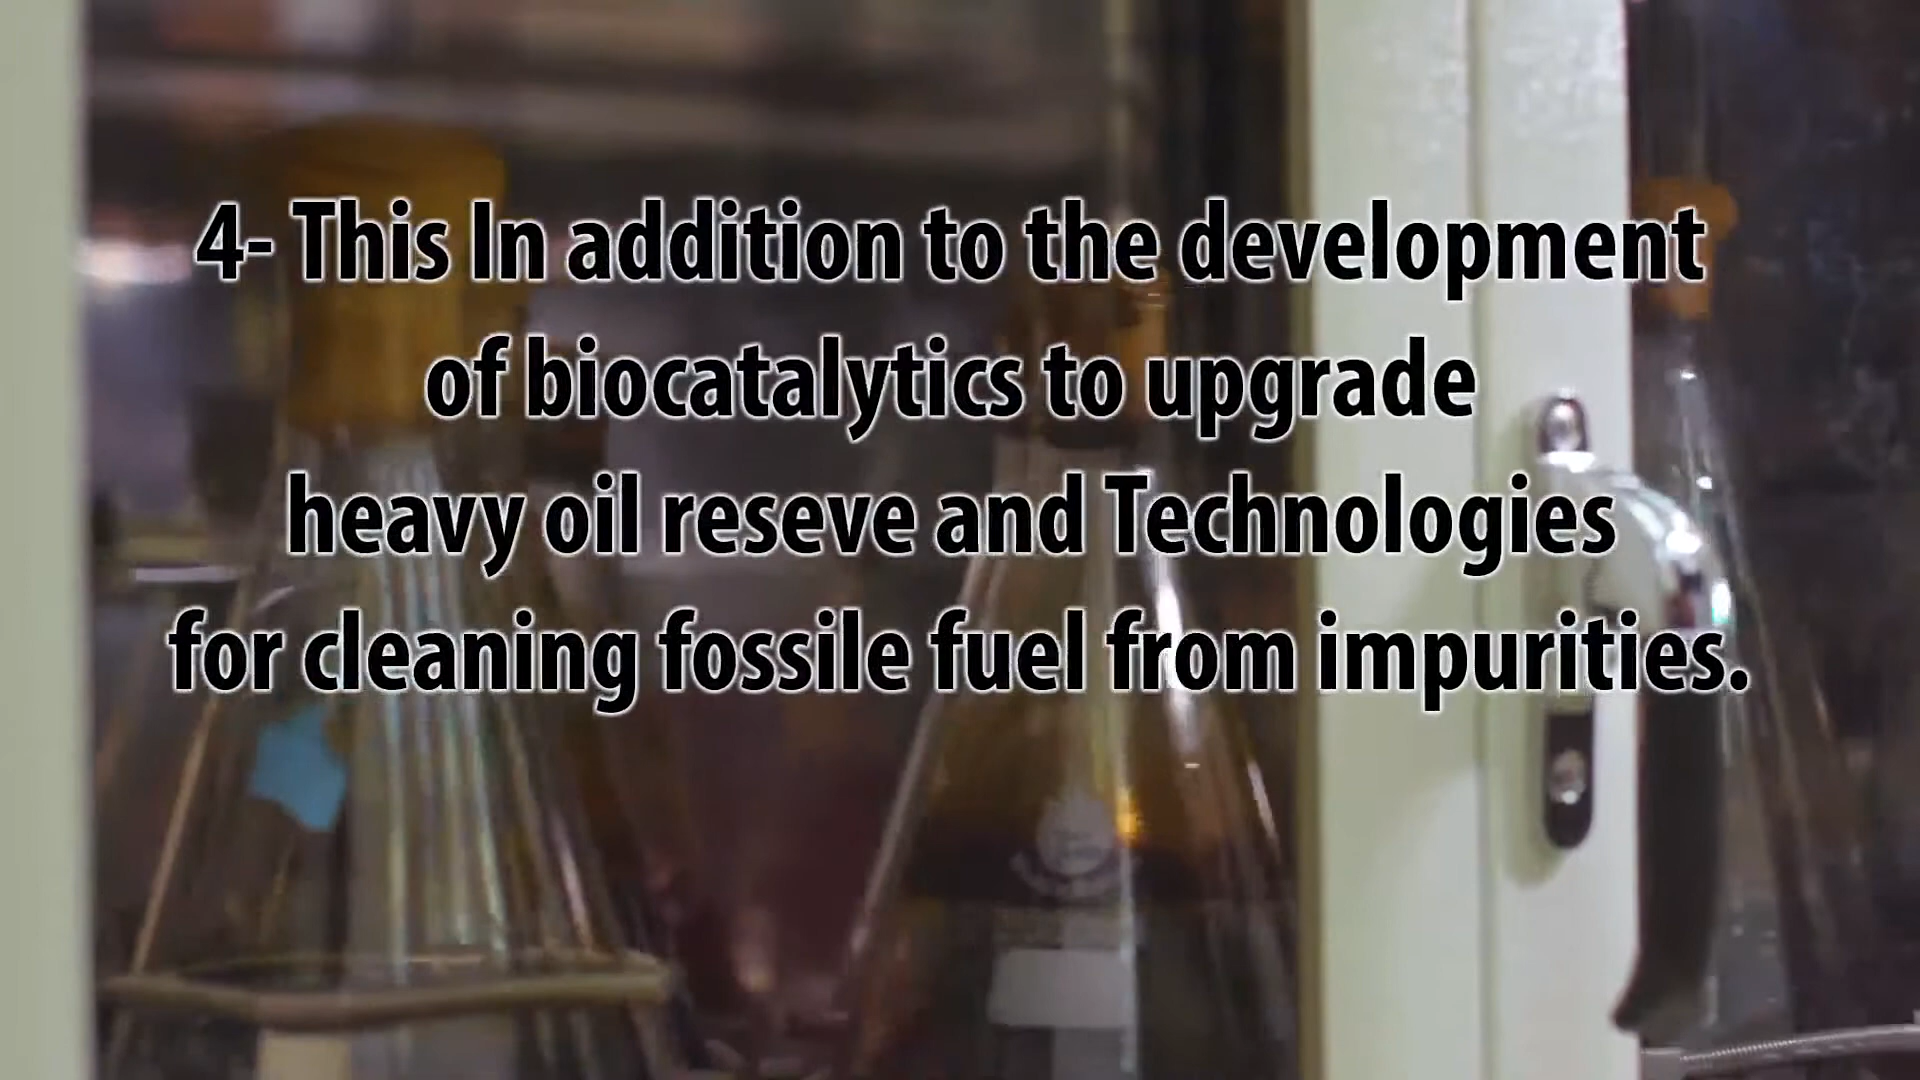 4- This In addition to the development
of biocatalytics to upgrade
heavy oil reseve and Technologies
for cleaning fossile fuel from impurities.